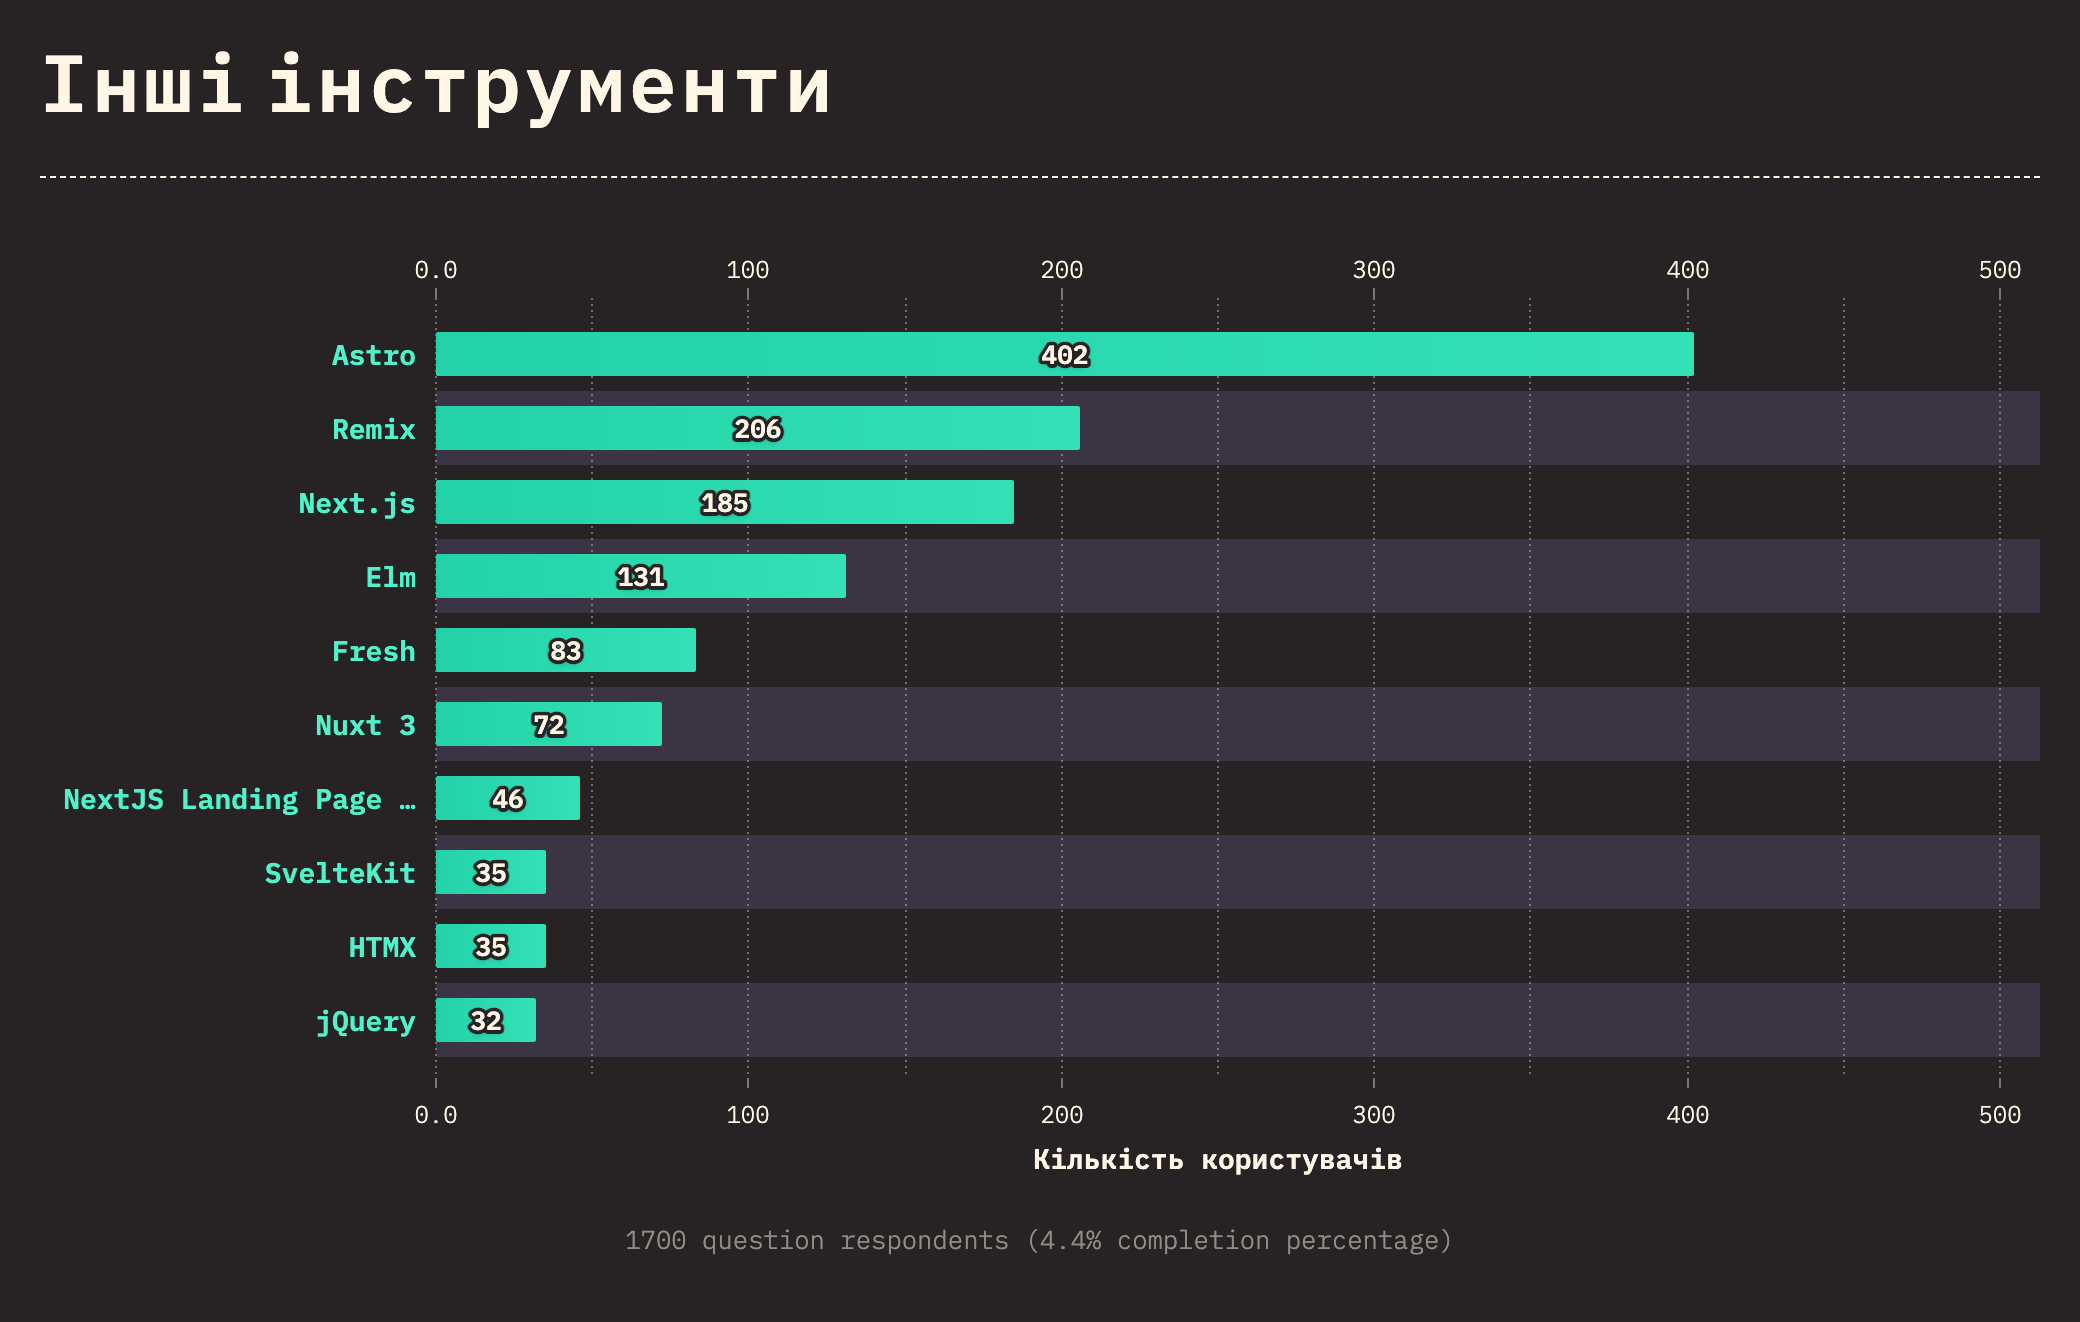 Інші інструменти
0.0 100 200 300 400 500
Astro 402
Remix 206
Next.js 185
Elm 131
Fresh 83
Nuxt 3 72
NextJS Landing Page … 46
SvelteKit 35
HTMX 35
jQuery 32
0.0 100 200 300 400 500
Кількість користувачів
1700 question respondents (4.4% completion percentage)